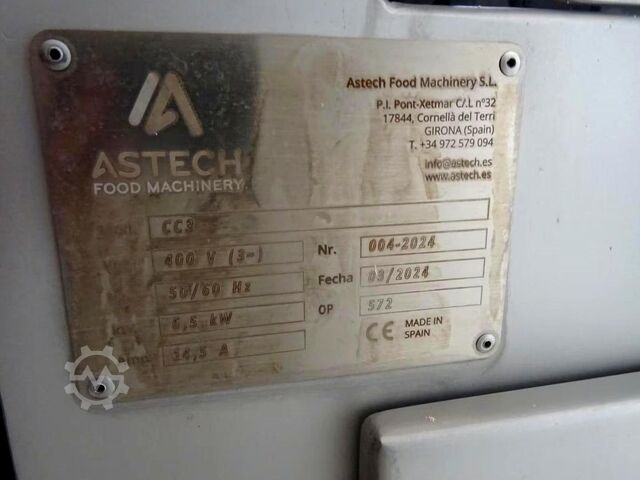 ASTECH
FOOD MACHINERY
Astech Food Machinery S.L.
P.I. Pont-Xetmar C/.L nº32
17844, Cornellà del Terri
GIRONA (Spain)
T. +34 972 579 094
info@astech.es
www.astech.es
CC3
400 V (3~)
50/60 Hz
6,5 kW
14,5 A
Nr. 004-2024
Fecha 03/2024
OP 572
CE MADE IN
SPAIN